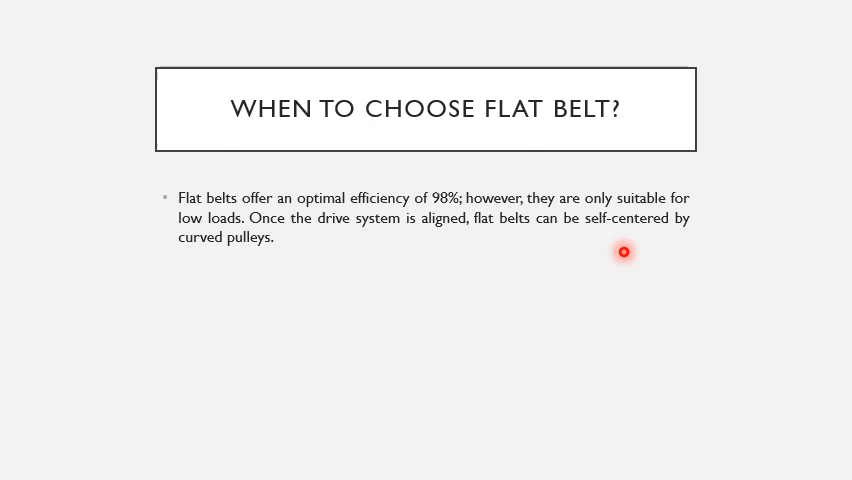 WHEN TO CHOOSE FLAT BELT?
• Flat belts offer an optimal efficiency of 98%; however, they are only suitable for
low loads. Once the drive system is aligned, flat belts can be self-centered by
curved pulleys.